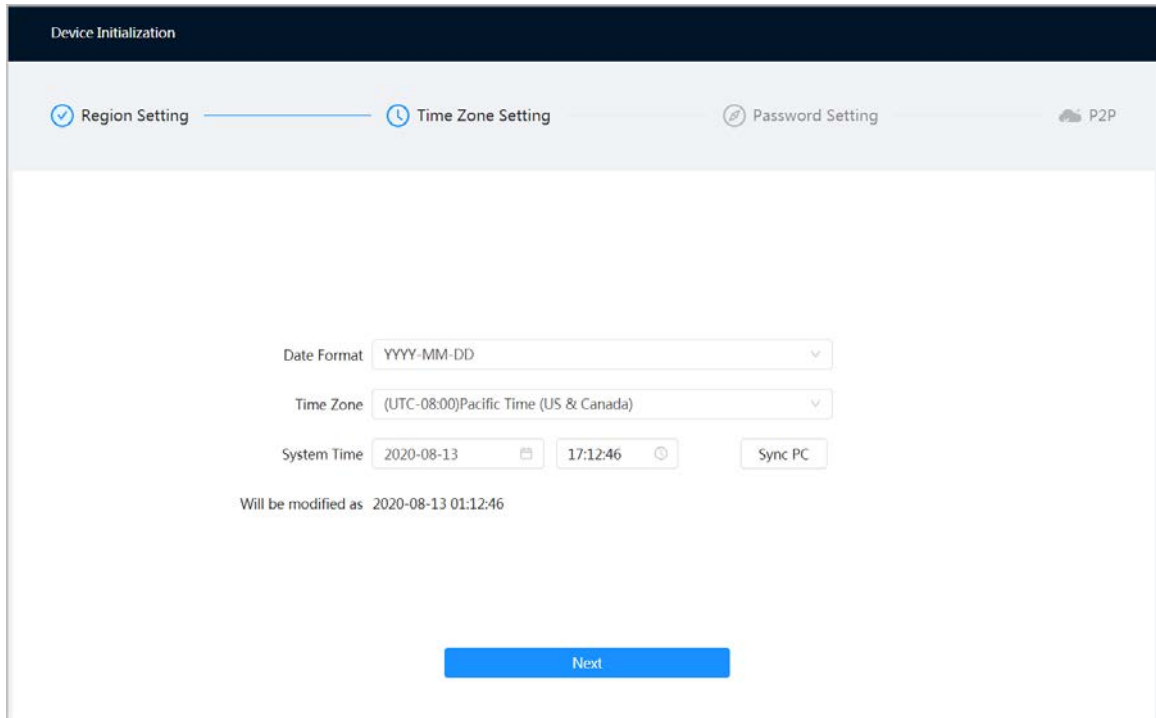 Device Initialization
Region Setting Time Zone Setting Password Setting P2P
Date Format YYYY-MM-DD
Time Zone (UTC-08:00)Pacific Time (US & Canada)
System Time 2020-08-13 17:12:46 Sync PC
Will be modified as 2020-08-13 01:12:46
Next